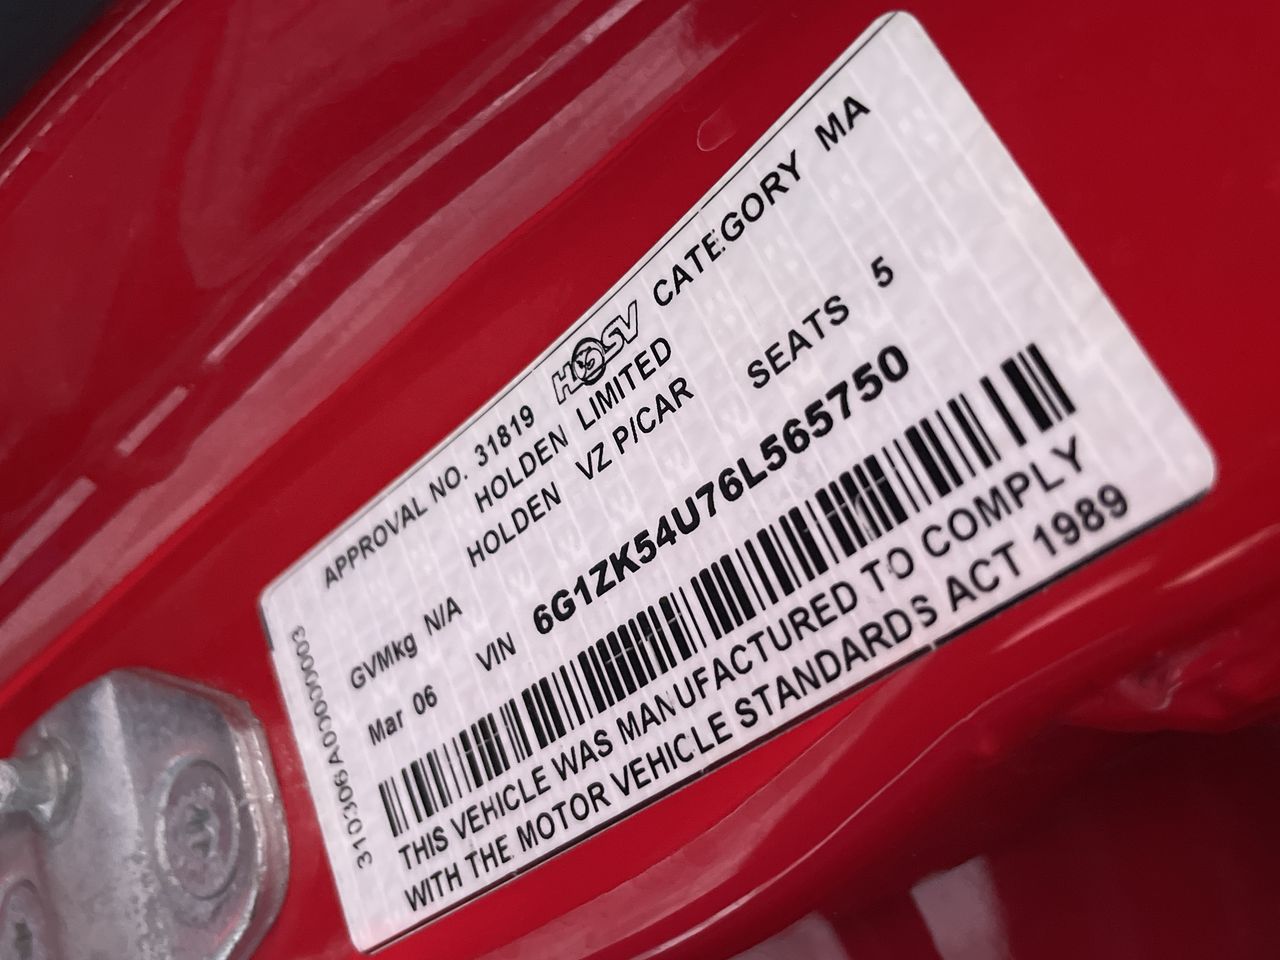 APPROVAL NO. 31819 HSV CATEGORY MA
HOLDEN LIMITED
HOLDEN VZ P/CAR SEATS 5
GVMkg N/A
Mar 06 VIN 6G1ZK54U76L565750
THIS VEHICLE WAS MANUFACTURED TO COMPLY
WITH THE MOTOR VEHICLE STANDARDS ACT 1989